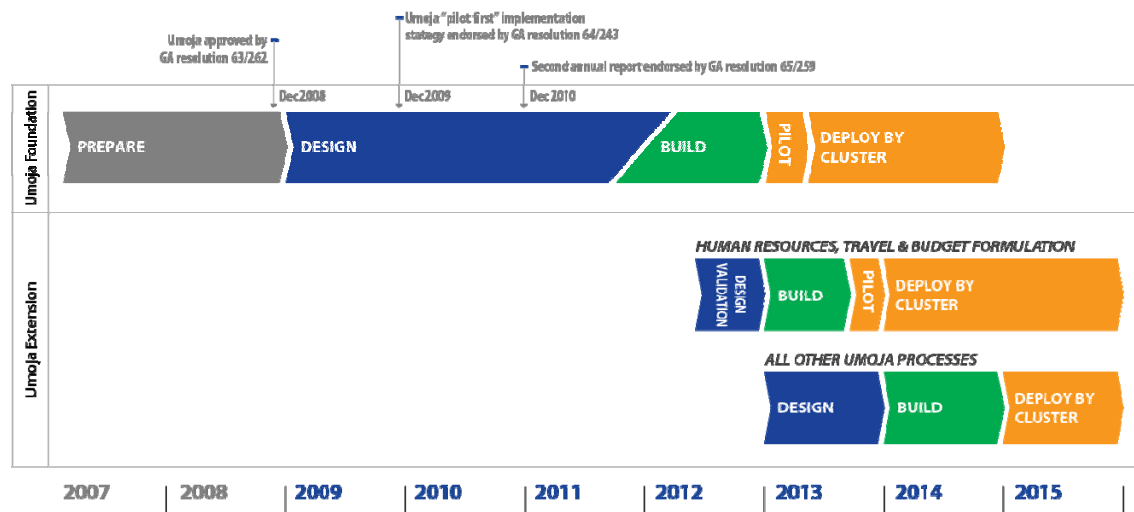 Umoja "pilot first" implementation
strategy endorsed by GA resolution 64/243
Umoja approved by
GA resolution 63/262
Second annual report endorsed by GA resolution 65/259
Dec 2008
Dec 2009
Dec 2010
Umoja Foundation
PREPARE
DESIGN
BUILD
PILOT
DEPLOY BY
CLUSTER
Umoja Extension
HUMAN RESOURCES, TRAVEL & BUDGET FORMULATION
DESIGN
VALIDATION
BUILD
PILOT
DEPLOY BY
CLUSTER
ALL OTHER UMOJA PROCESSES
DESIGN
BUILD
DEPLOY BY
CLUSTER
2007 2008 2009 2010 2011 2012 2013 2014 2015